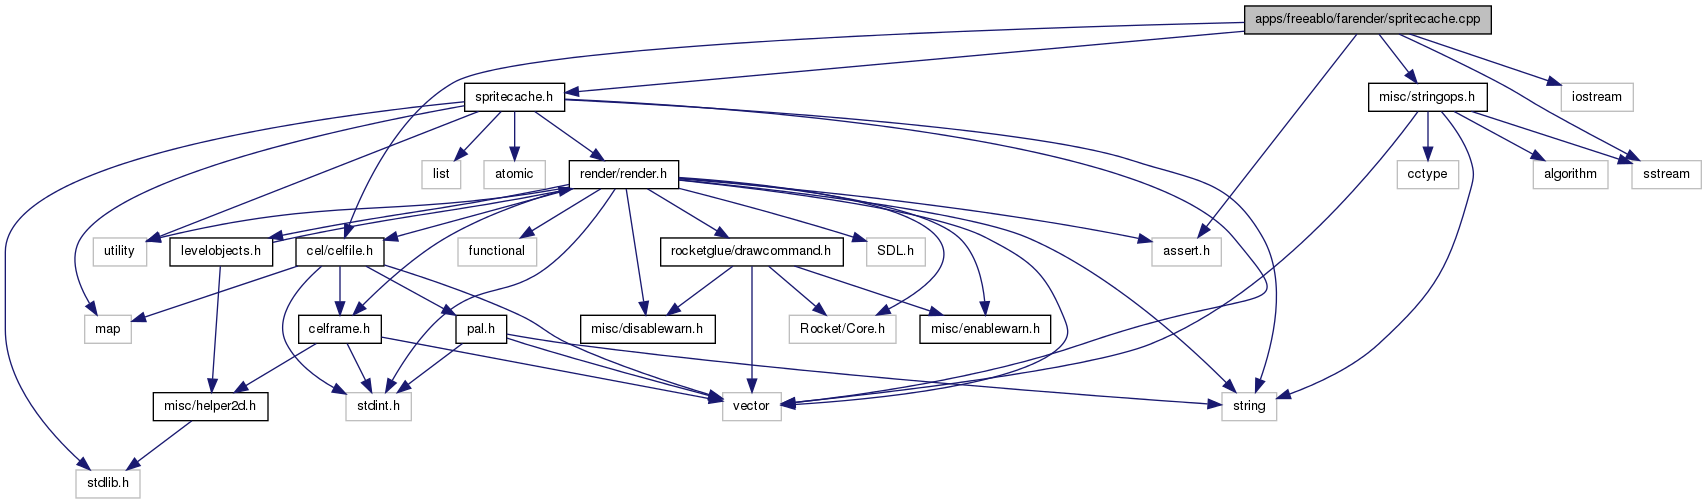 apps/freeablo/farender/spritecache.cpp
spritecache.h
misc/stringops.h
iostream
list
atomic
render/render.h
cctype
algorithm
sstream
utility
levelobjects.h
cel/celfile.h
functional
rocketglue/drawcommand.h
SDL.h
assert.h
map
celframe.h
pal.h
misc/disablewarn.h
Rocket/Core.h
misc/enablewarn.h
misc/helper2d.h
stdint.h
vector
string
stdlib.h